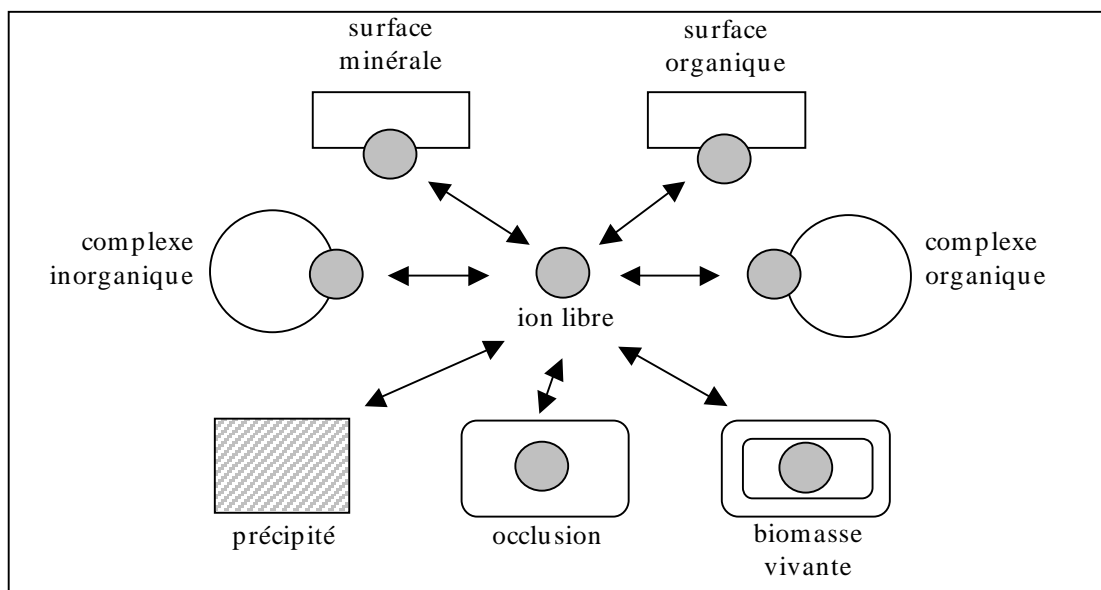 surface
minérale
surface
organique
complexe
inorganique
complexe
organique
ion libre
précipité
occlusion
biomasse
vivante